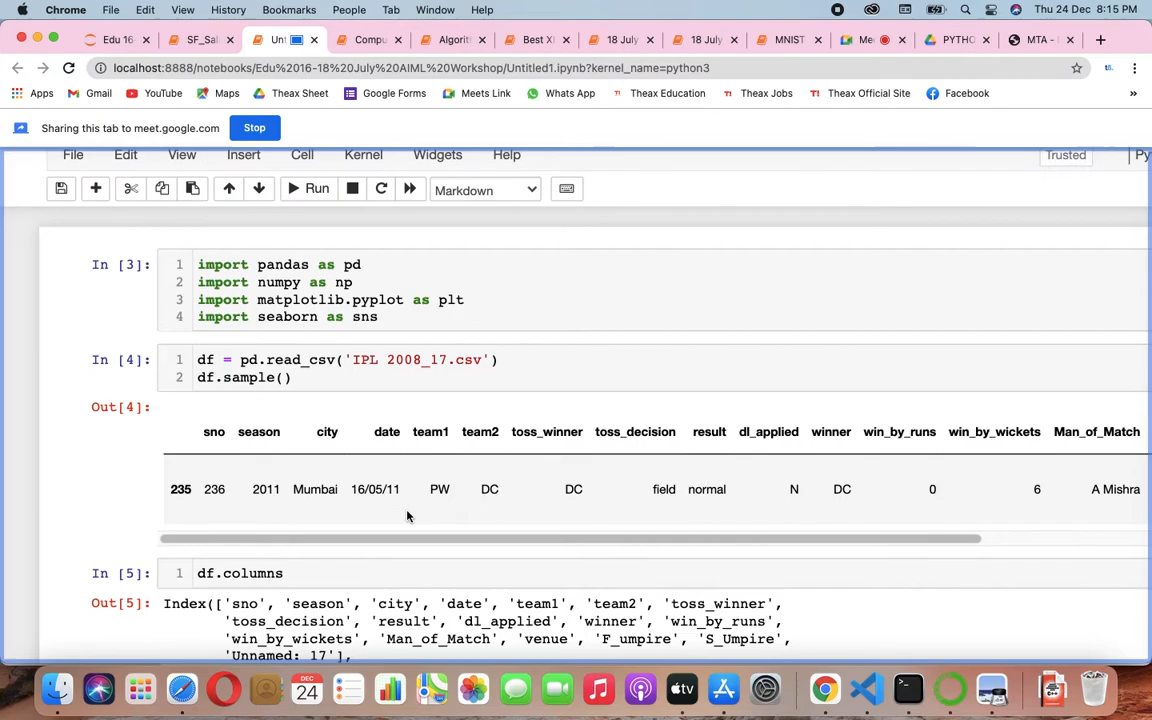 Chrome File Edit View History Bookmarks People Tab Window Help Thu 24 Dec 8:15 PM
Edu 16- SF_Sal Unt Compu Algorit Best XI 18 July 18 July MNIST Me PYTHO MTA - I
localhost:8888/notebooks/Edu%2016-18%20July%20AIML%20Workshop/Untitled1.ipynb?kernel_name=python3
Apps Gmail YouTube Maps Theax Sheet Google Forms Meets Link Whats App Theax Education Theax Jobs Theax Official Site Facebook »
Sharing this tab to meet.google.com Stop
File Edit View Insert Cell Kernel Widgets Help Trusted Py
Run Markdown
In [3]: 1 import pandas as pd
2 import numpy as np
3 import matplotlib.pyplot as plt
4 import seaborn as sns
In [4]: 1 df = pd.read_csv('IPL 2008_17.csv')
2 df.sample()
Out[4]:
sno season city date team1 team2 toss_winner toss_decision result dl_applied winner win_by_runs win_by_wickets Man_of_Match
235 236 2011 Mumbai 16/05/11 PW DC DC field normal N DC 0 6 A Mishra
In [5]: 1 df.columns
Out[5]: Index(['sno', 'season', 'city', 'date', 'team1', 'team2', 'toss_winner',
'toss_decision', 'result', 'dl_applied', 'winner', 'win_by_runs',
'win_by_wickets', 'Man_of_Match', 'venue', 'F_umpire', 'S_Umpire',
'Unnamed: 17'],
DEC
24
tv
C++